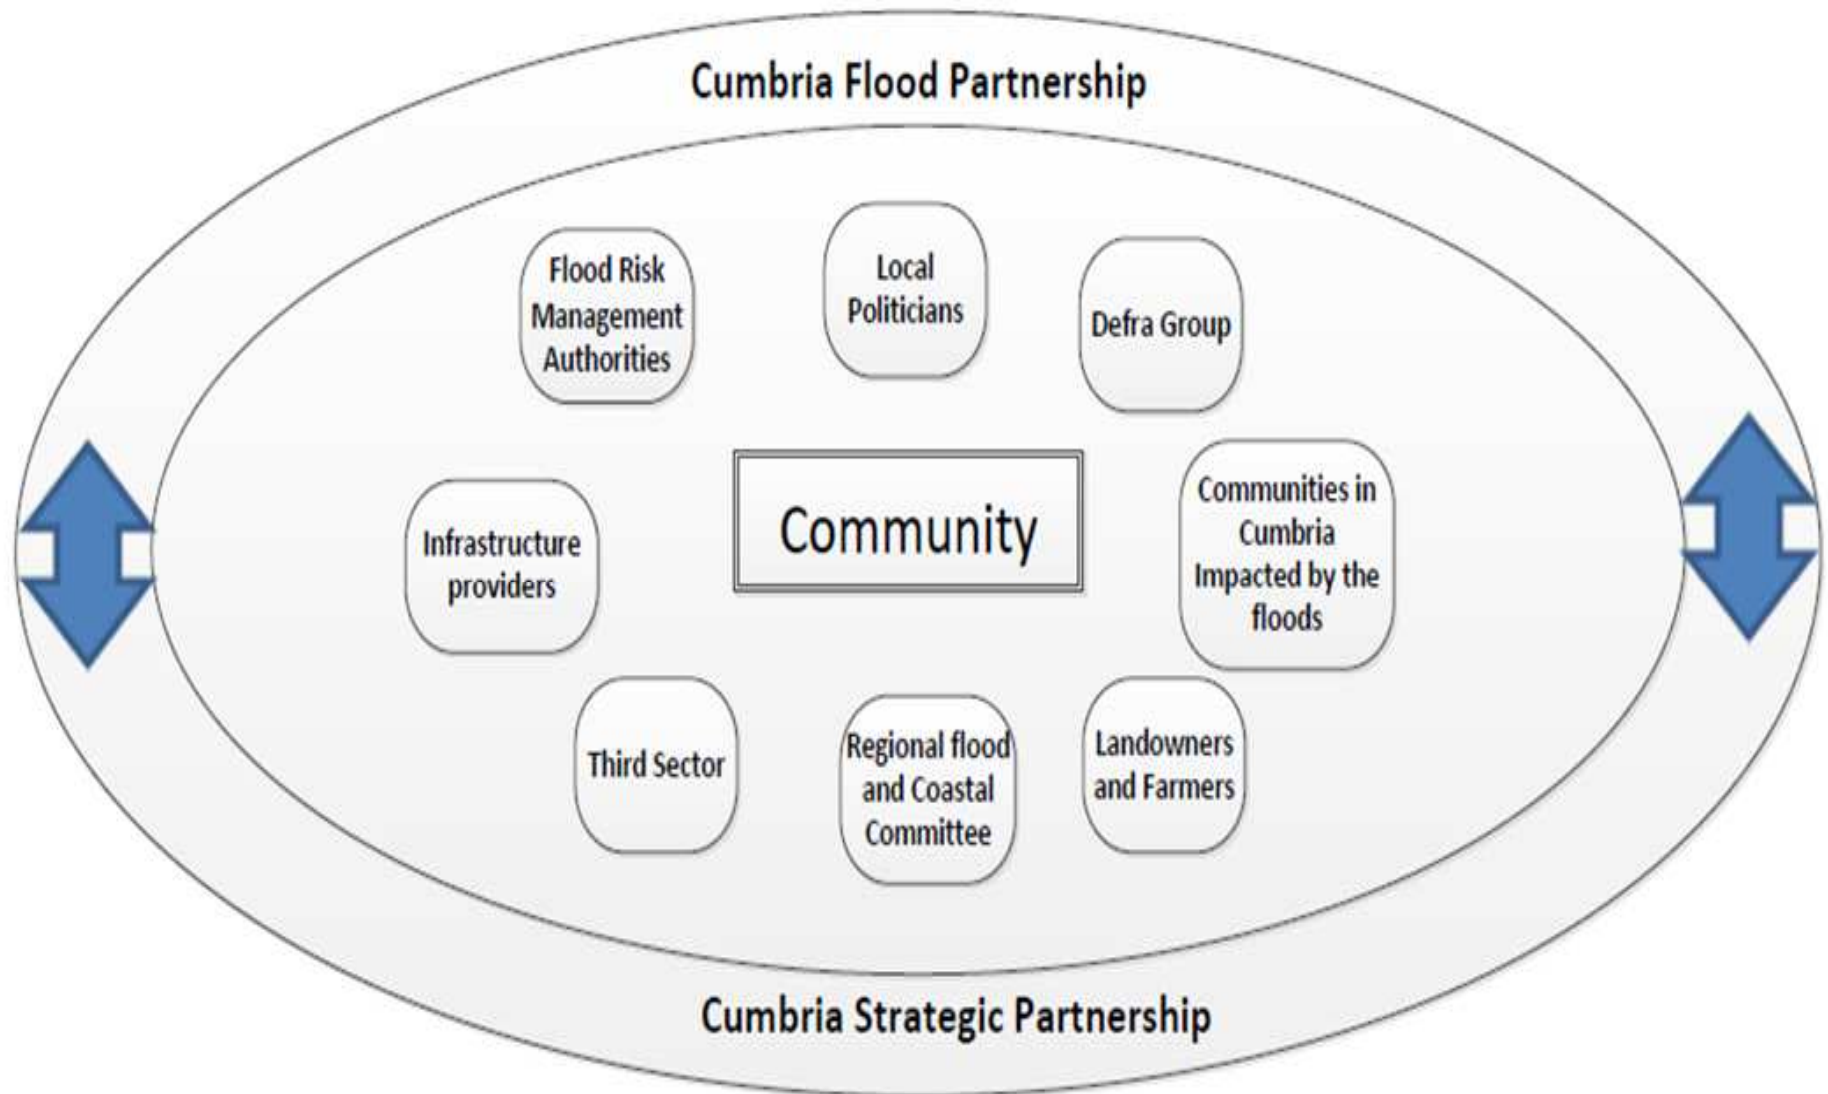 Cumbria Flood Partnership
Flood Risk
Management
Authorities
Local
Politicians
Defra Group
Infrastructure
providers
Community
Communities in
Cumbria
Impacted by the
floods
Third Sector
Regional flood
and Coastal
Committee
Landowners
and Farmers
Cumbria Strategic Partnership